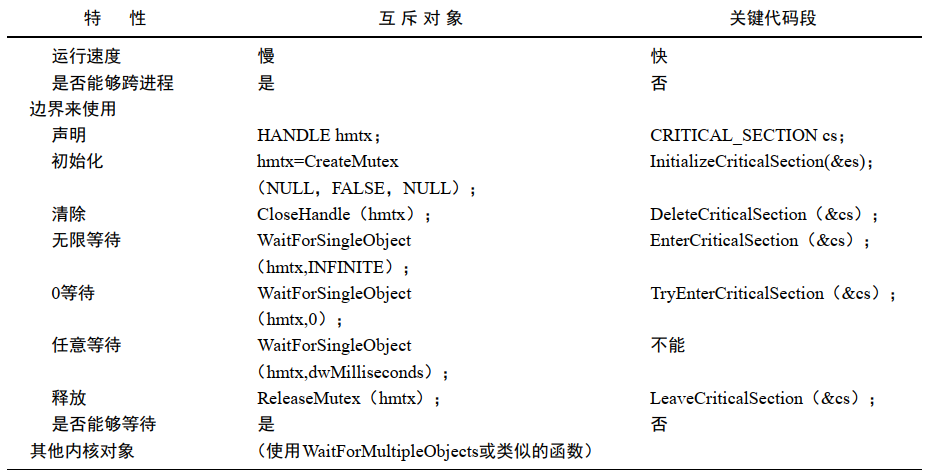 特 性 互 斥 对 象 关键代码段
运行速度 慢 快
是否能够跨进程 是 否
边界来使用
声明 HANDLE hmtx； CRITICAL_SECTION cs；
初始化 hmtx=CreateMutex InitializeCriticalSection(&es)；
（NULL，FALSE，NULL）；
清除 CloseHandle（hmtx）； DeleteCriticalSection（&cs）；
无限等待 WaitForSingleObject EnterCriticalSection（&cs）；
（hmtx,INFINITE）；
0等待 WaitForSingleObject TryEnterCriticalSection（&cs）；
（hmtx,0）；
任意等待 WaitForSingleObject 不能
（hmtx,dwMilliseconds）；
释放 ReleaseMutex（hmtx）； LeaveCriticalSection（&cs）；
是否能够等待 是 否
其他内核对象 （使用WaitForMultipleObjects或类似的函数）